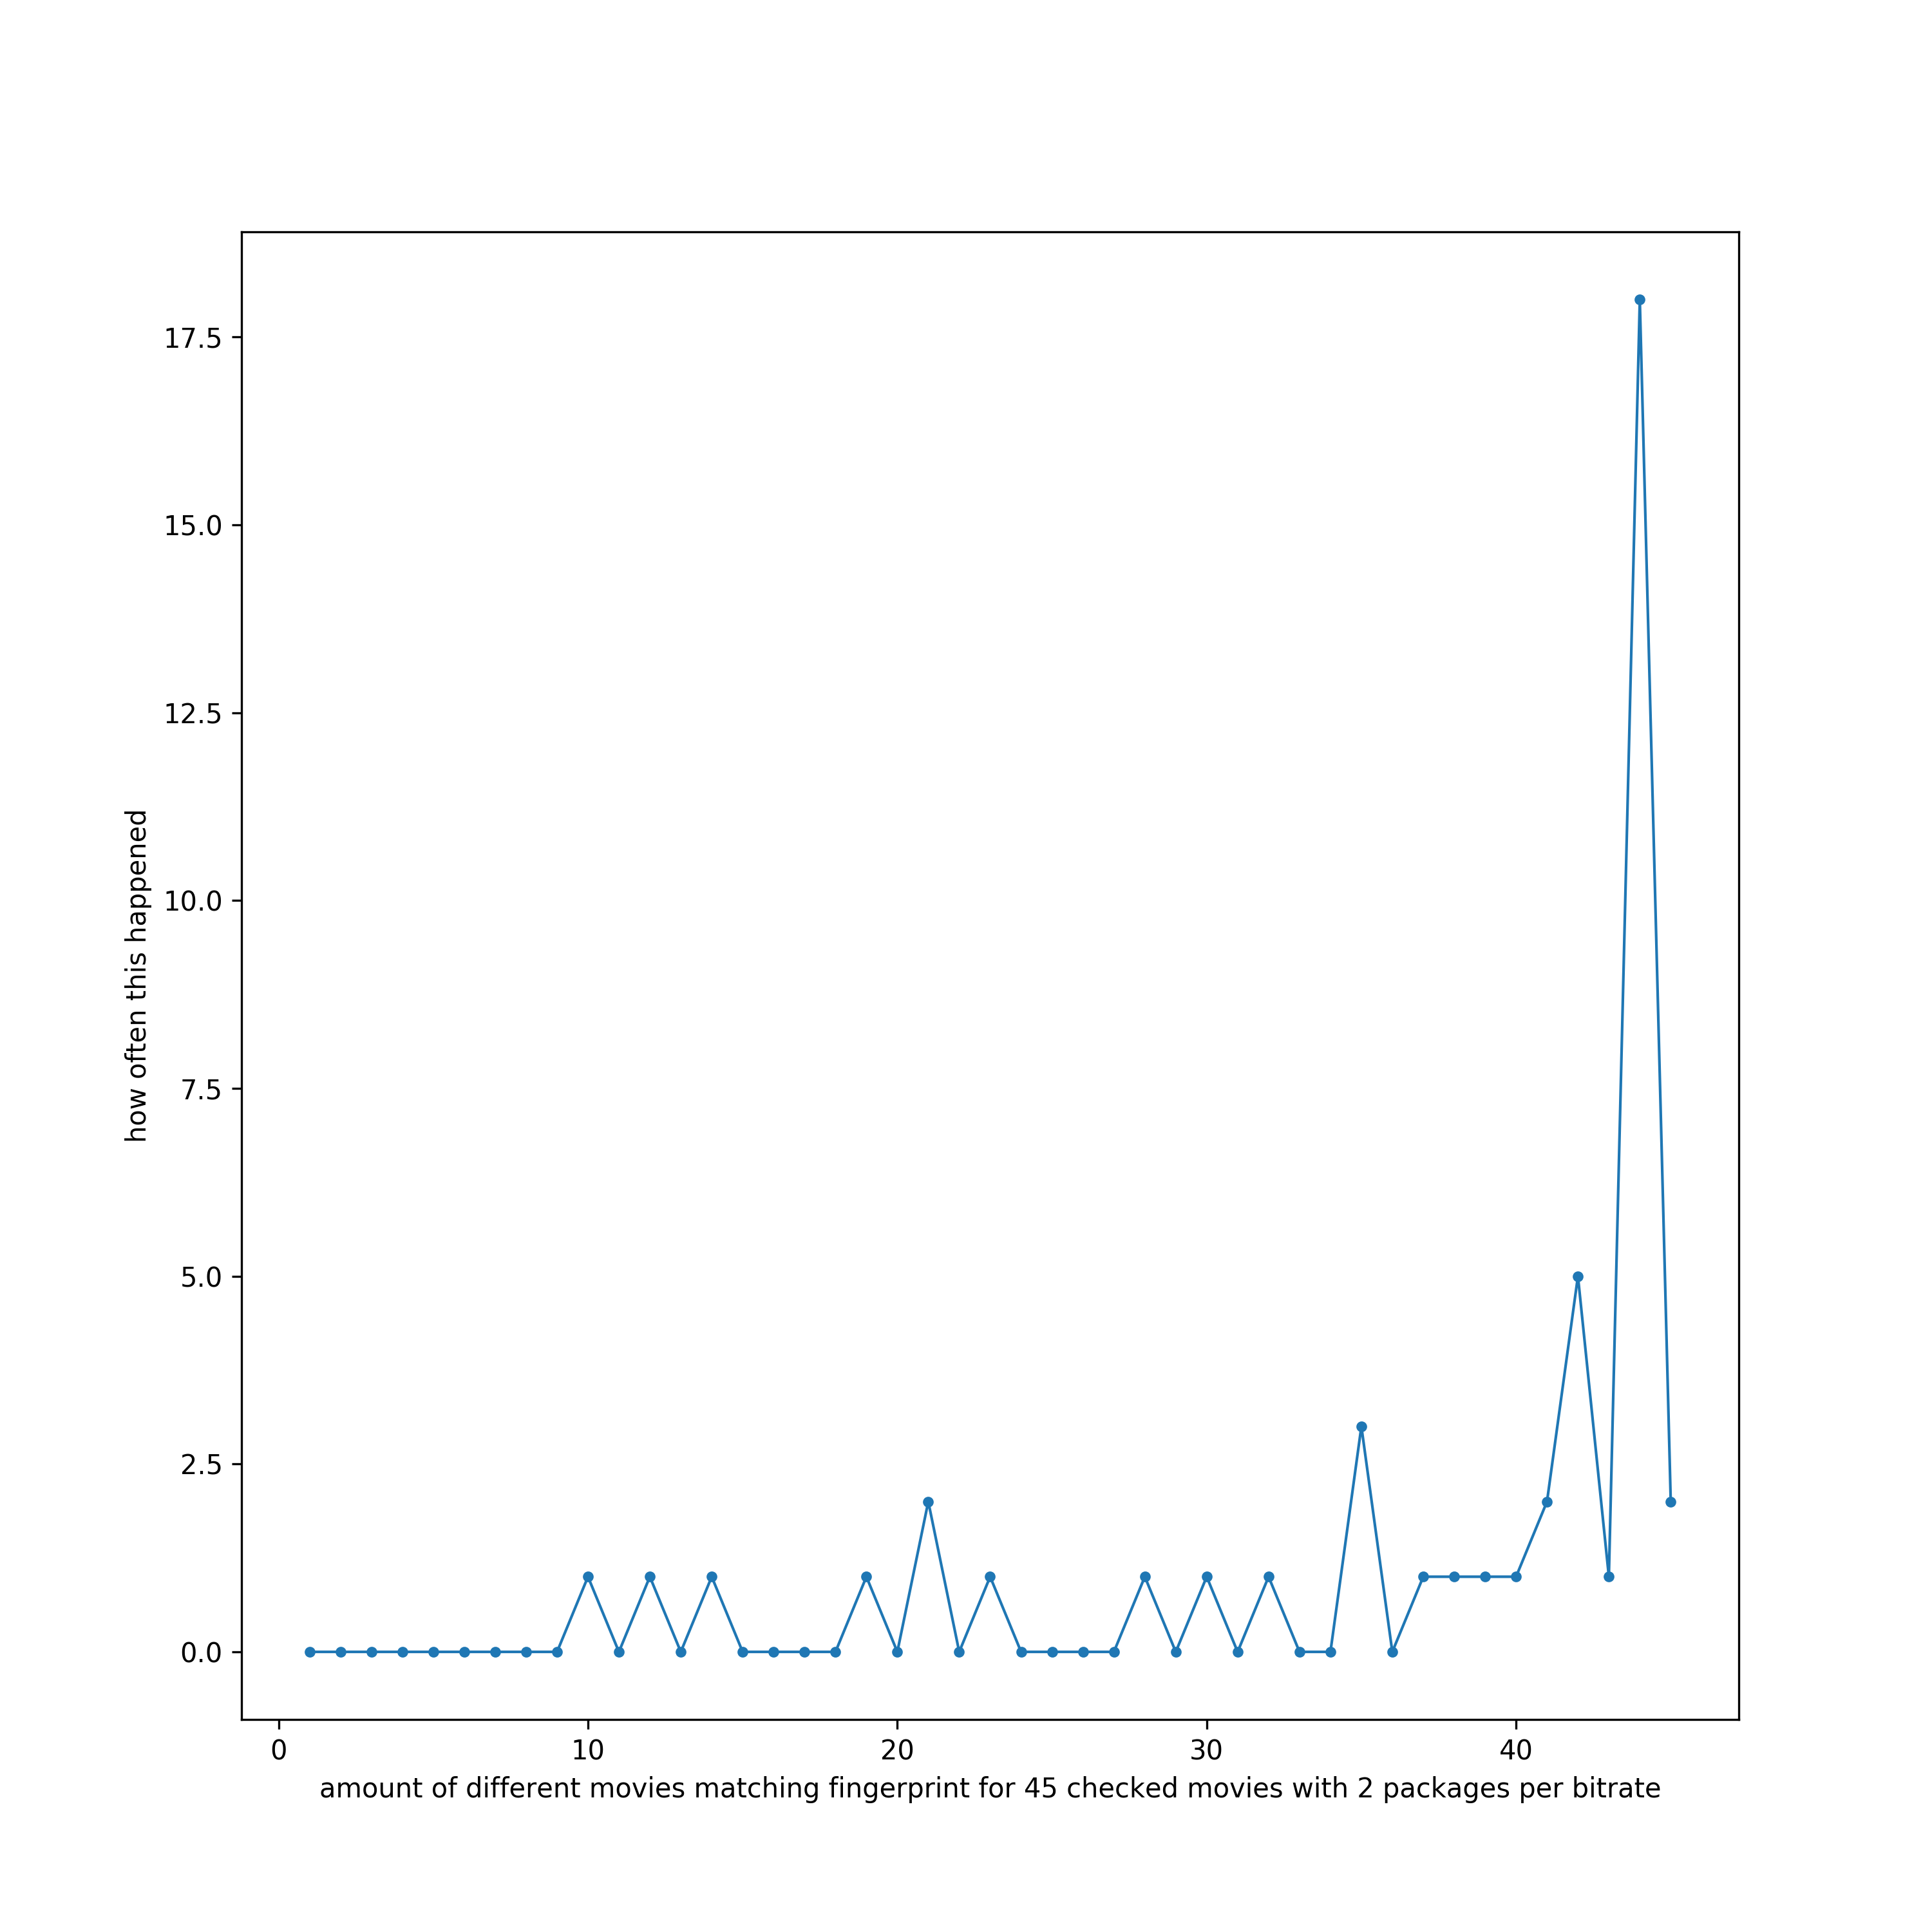 17.5
15.0
12.5
10.0
7.5
5.0
2.5
0.0
how often this happened
0 10 20 30 40
amount of different movies matching fingerprint for 45 checked movies with 2 packages per bitrate